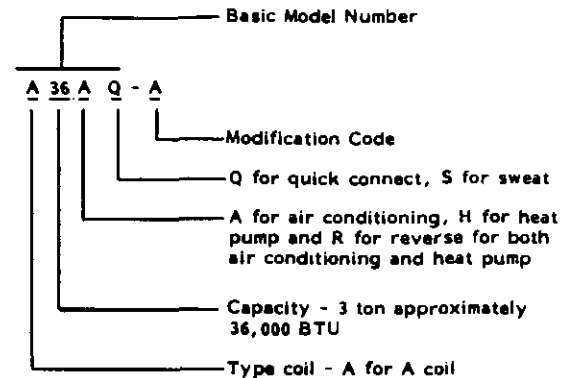 Basic Model Number
A 36 A Q - A
Modification Code
Q for quick connect, S for sweat
A for air conditioning, H for heat
pump and R for reverse for both
air conditioning and heat pump
Capacity - 3 ton approximately
36,000 BTU
Type coil - A for A coil